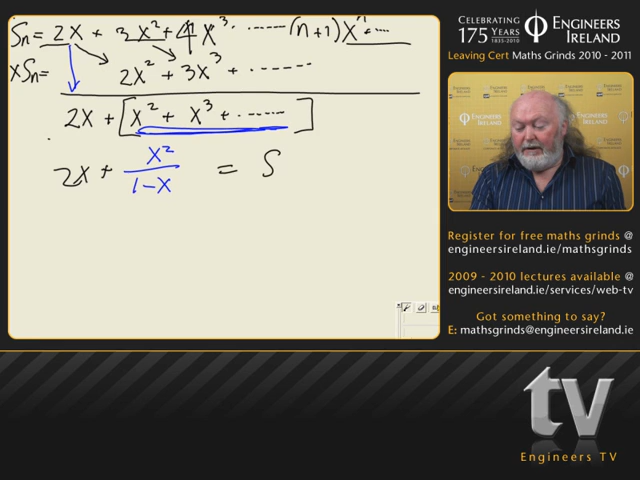 Sn = 2x + 3x² + 4x³ · ------ (n+1)xⁿ + ---
xSn = 2x² + 3x³ + ------
2x + [x² + x³ + ------]
2x + x²/1-x = S
CELEBRATING
175 YEARS
1835-2010
ENGINEERS
IRELAND
Leaving Cert Maths Grinds 2010 - 2011
Register for free maths grinds @
engineersireland.ie/mathsgrinds
2009 - 2010 lectures available @
engineersireland.ie/services/web-tv
Got something to say?
E: mathsgrinds@engineersireland.ie
tv
Engineers TV